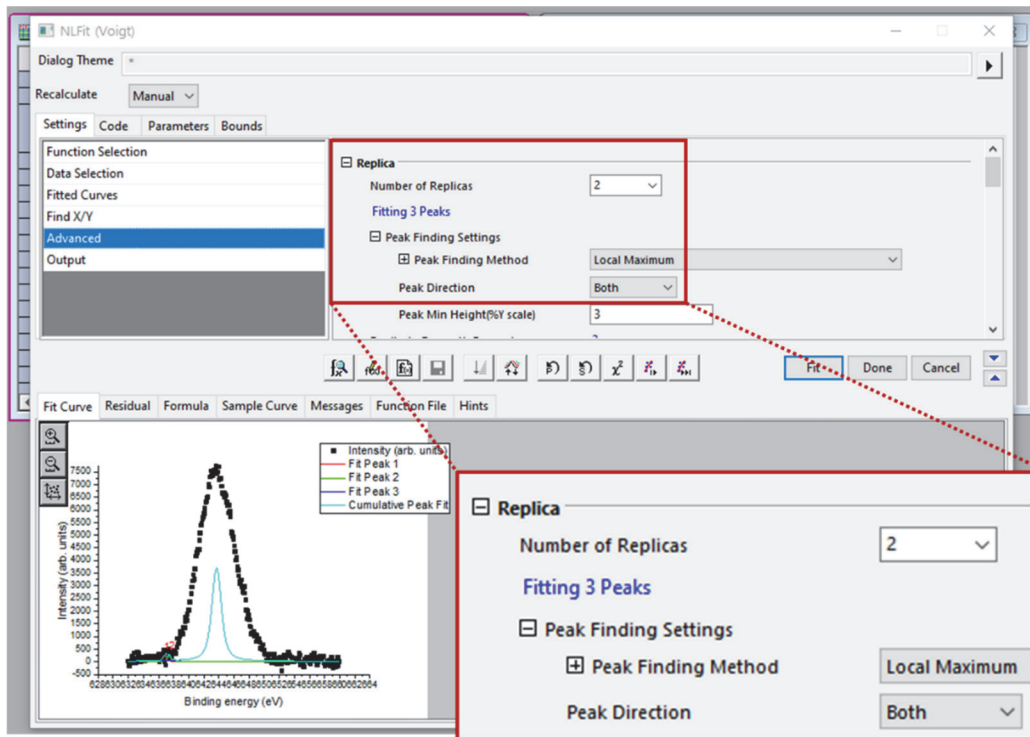 NLFit (Voigt)
Dialog Theme *
Recalculate Manual
Settings Code Parameters Bounds
Function Selection
Data Selection
Fitted Curves
Find X/Y
Advanced
Output
Replica
Number of Replicas 2
Fitting 3 Peaks
Peak Finding Settings
Peak Finding Method Local Maximum
Peak Direction Both
Peak Min Height(%Y scale) 3
Fit Done Cancel
Fit Curve Residual Formula Sample Curve Messages Function File Hints
Intensity (arb. units)
Fit Peak 1
Fit Peak 2
Fit Peak 3
Cumulative Peak Fit
7500
7000
6500
6000
5500
5000
4500
4000
3500
3000
2500
2000
1500
1000
500
0
-500
Intensity (arb. units)
Binding energy (eV)
Replica
Number of Replicas 2
Fitting 3 Peaks
Peak Finding Settings
Peak Finding Method Local Maximum
Peak Direction Both